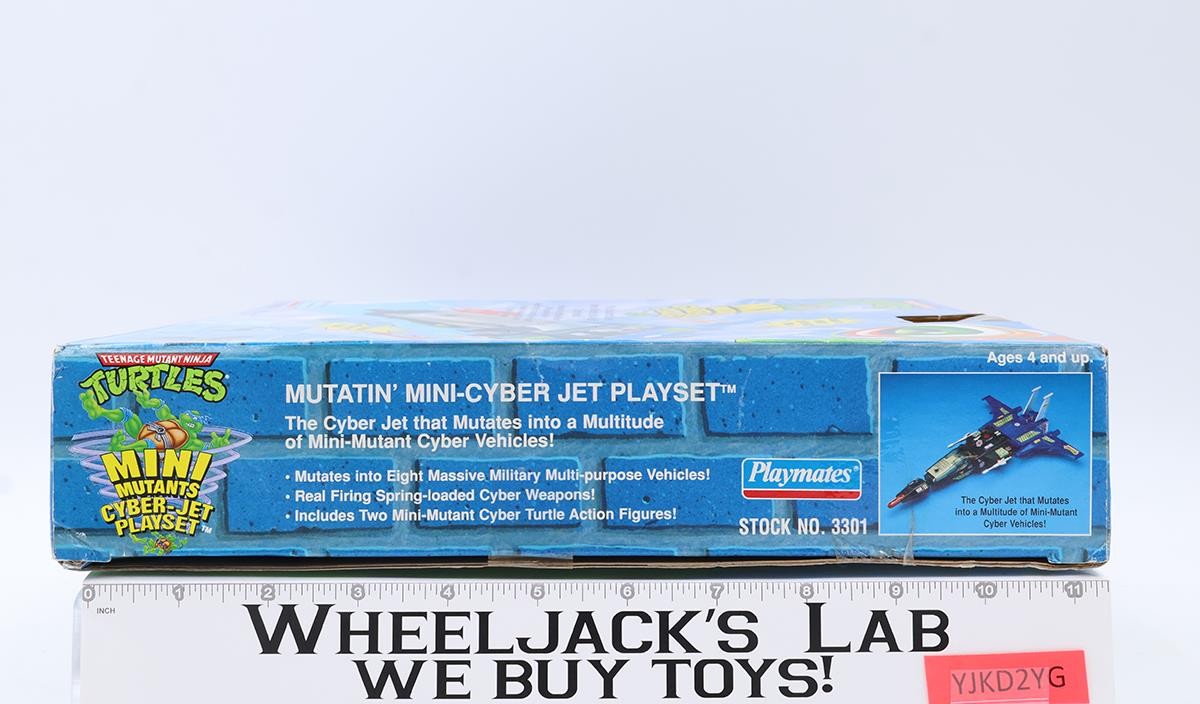 TEENAGE MUTANT NINJA
TURTLES
MINI
MUTANTS
CYBER-JET
PLAYSET™
MUTATIN' MINI-CYBER JET PLAYSET™
The Cyber Jet that Mutates into a Multitude
of Mini-Mutant Cyber Vehicles!
• Mutates into Eight Massive Military Multi-purpose Vehicles!
• Real Firing Spring-loaded Cyber Weapons!
• Includes Two Mini-Mutant Cyber Turtle Action Figures!
Playmates®
STOCK NO. 3301
Ages 4 and up.
The Cyber Jet that Mutates
into a Multitude of Mini-Mutant
Cyber Vehicles!
0 1 2 3 4 5 6 7 8 9 10 11
INCH
WHEELJACK'S LAB
WE BUY TOYS!
YJKD2YG